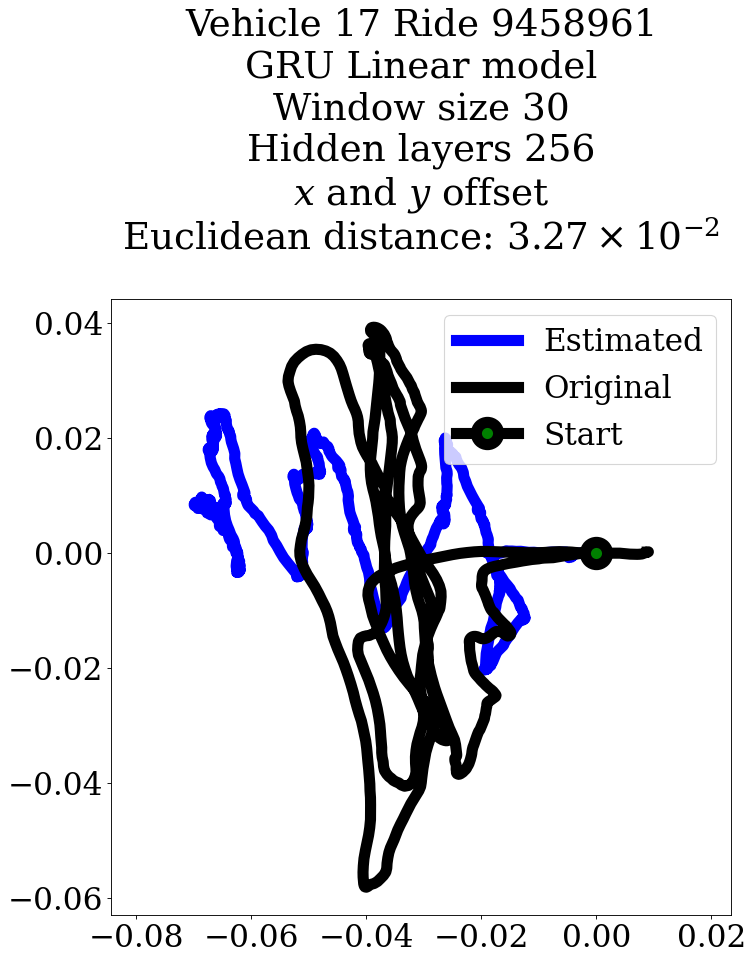 Vehicle 17 Ride 9458961
GRU Linear model
Window size 30
Hidden layers 256
x and y offset
Euclidean distance: 3.27 × 10⁻²
Estimated
Original
Start
0.04
0.02
0.00
−0.02
−0.04
−0.06
−0.08 −0.06 −0.04 −0.02 0.00 0.02